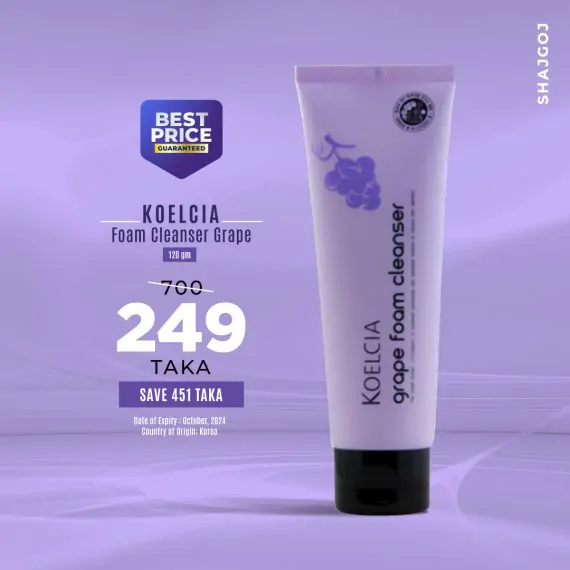 SHAJGOJ
BEST
PRICE
GUARANTEED
KOELCIA
Foam Cleanser Grape
120 gm
700
249
TAKA
SAVE 451 TAKA
Date of Expiry : October, 2024
Country of Origin: Korea
KOELCIA
grape foam cleanser